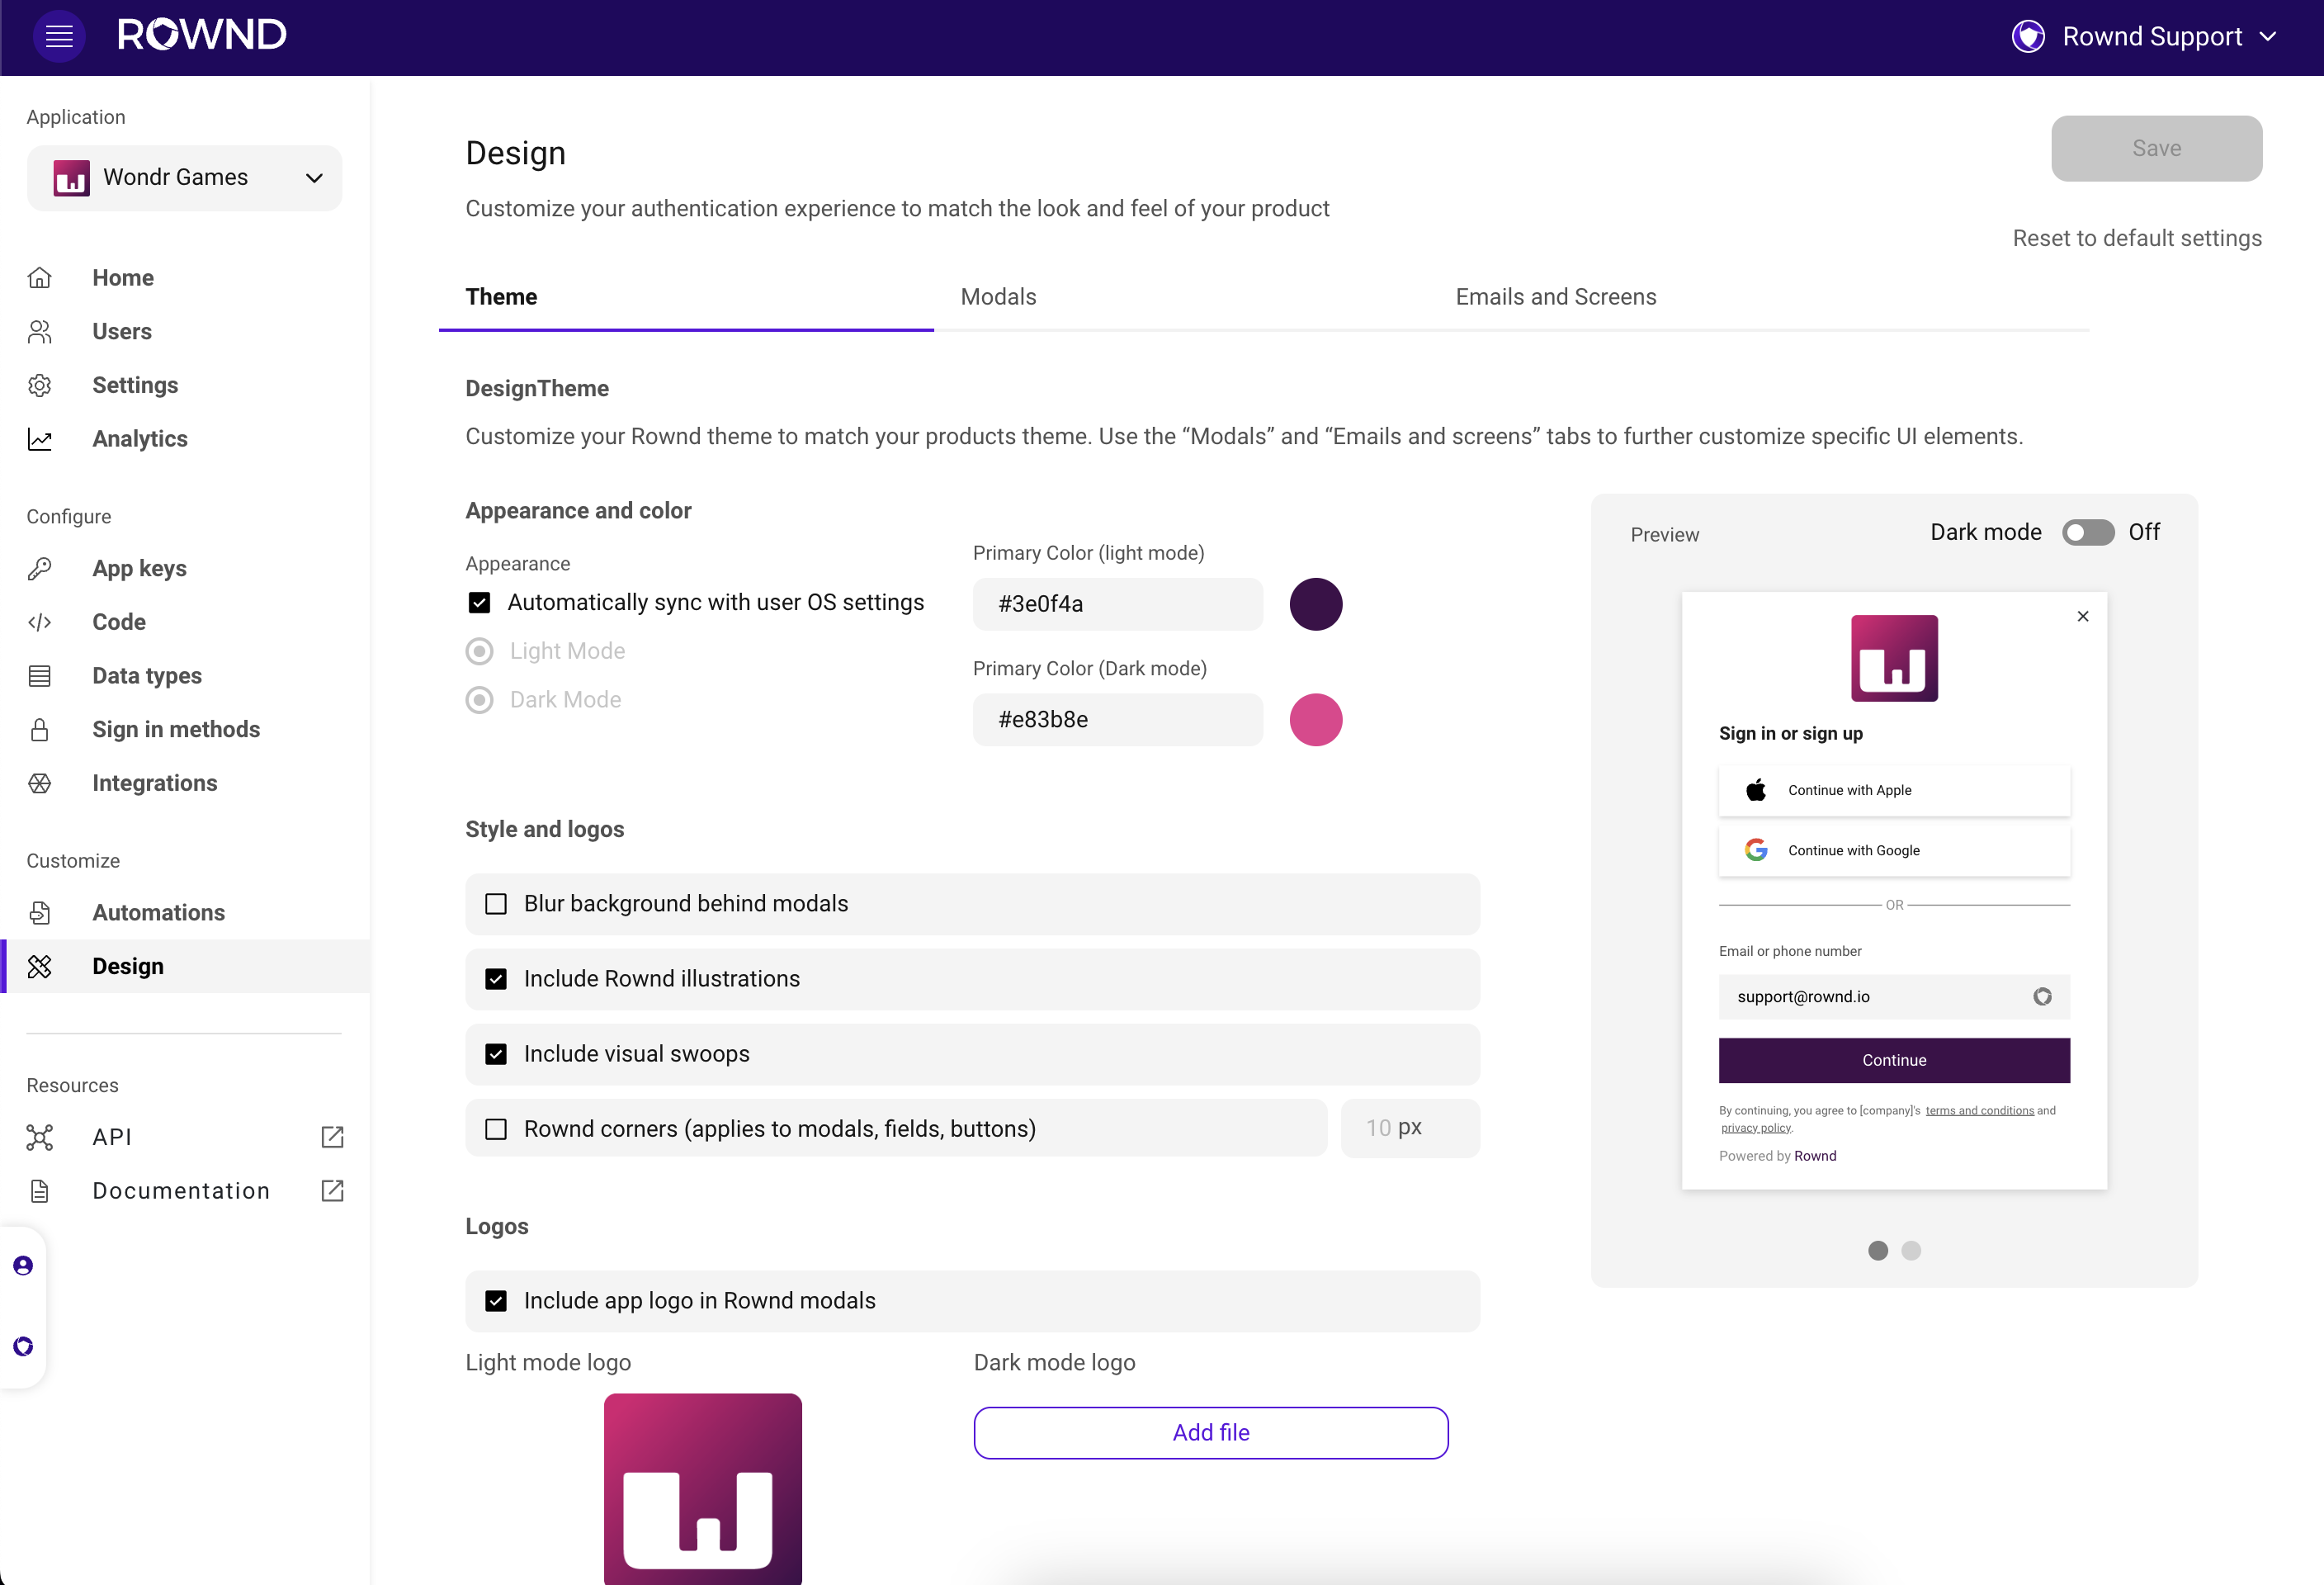 ROWND
Rownd Support
Application
Wondr Games
Home
Users
Settings
Analytics
Configure
App keys
Code
Data types
Sign in methods
Integrations
Customize
Automations
Design
Resources
API
Documentation
Design
Save
Customize your authentication experience to match the look and feel of your product
Reset to default settings
Theme
Modals
Emails and Screens
DesignTheme
Customize your Rownd theme to match your products theme. Use the “Modals” and “Emails and screens” tabs to further customize specific UI elements.
Appearance and color
Appearance
Automatically sync with user OS settings
Light Mode
Dark Mode
Primary Color (light mode)
#3e0f4a
Primary Color (Dark mode)
#e83b8e
Style and logos
Blur background behind modals
Include Rownd illustrations
Include visual swoops
Rownd corners (applies to modals, fields, buttons)
10 px
Logos
Include app logo in Rownd modals
Light mode logo
Dark mode logo
Add file
Preview
Dark mode
Off
Sign in or sign up
Continue with Apple
Continue with Google
OR
Email or phone number
support@rownd.io
Continue
By continuing, you agree to [company]'s terms and conditions and
privacy policy.
Powered by Rownd